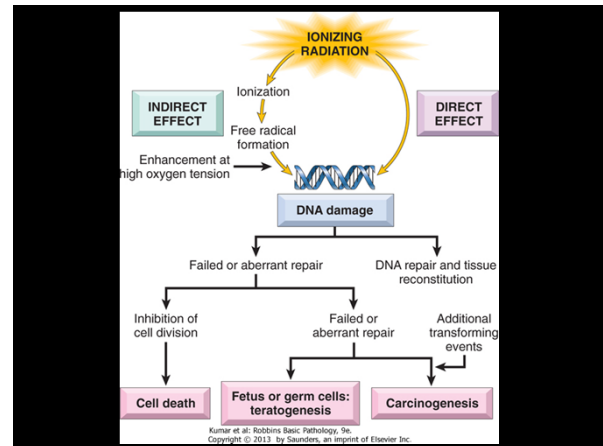 IONIZING
RADIATION
Ionization
INDIRECT
EFFECT
DIRECT
EFFECT
Free radical
formation
Enhancement at
high oxygen tension
DNA damage
Failed or aberrant repair
DNA repair and tissue
reconstitution
Inhibition of
cell division
Failed or
aberrant repair
Additional
transforming
events
Cell death
Fetus or germ cells:
teratogenesis
Carcinogenesis
Kumar et al: Robbins Basic Pathology, 9e.
Copyright © 2013 by Saunders, an imprint of Elsevier Inc.